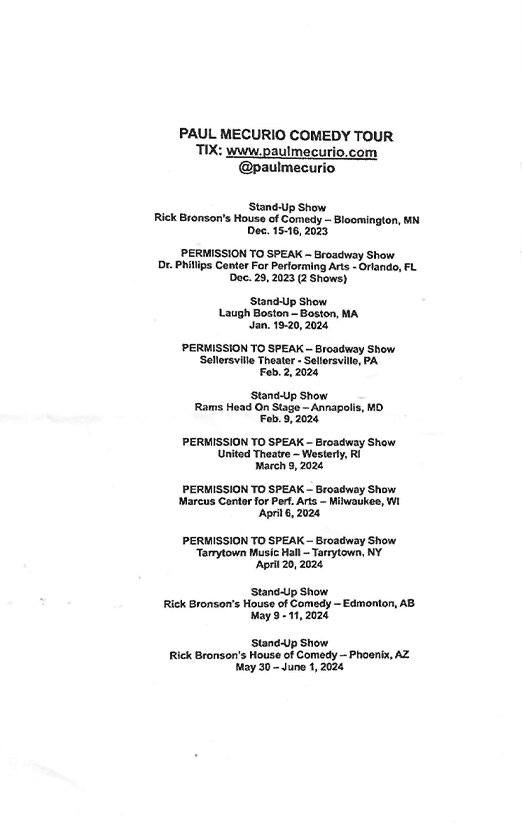 PAUL MECURIO COMEDY TOUR
TIX: www.paulmecurio.com
@paulmecurio
Stand-Up Show
Rick Bronson's House of Comedy – Bloomington, MN
Dec. 15-16, 2023
PERMISSION TO SPEAK – Broadway Show
Dr. Phillips Center For Performing Arts - Orlando, FL
Dec. 29, 2023 (2 Shows)
Stand-Up Show
Laugh Boston – Boston, MA
Jan. 19-20, 2024
PERMISSION TO SPEAK – Broadway Show
Sellersville Theater - Sellersville, PA
Feb. 2, 2024
Stand-Up Show
Rams Head On Stage – Annapolis, MD
Feb. 9, 2024
PERMISSION TO SPEAK – Broadway Show
United Theatre – Westerly, RI
March 9, 2024
PERMISSION TO SPEAK – Broadway Show
Marcus Center for Perf. Arts – Milwaukee, WI
April 6, 2024
PERMISSION TO SPEAK – Broadway Show
Tarrytown Music Hall – Tarrytown, NY
April 20, 2024
Stand-Up Show
Rick Bronson's House of Comedy – Edmonton, AB
May 9 - 11, 2024
Stand-Up Show
Rick Bronson's House of Comedy – Phoenix, AZ
May 30 – June 1, 2024